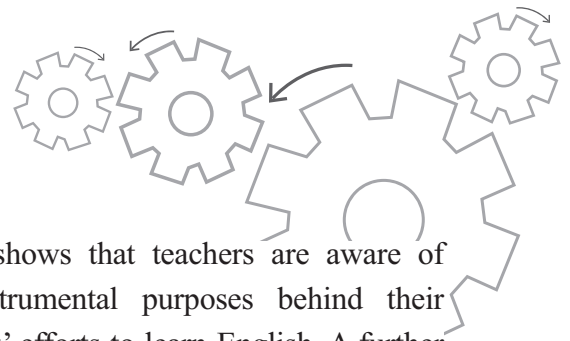 shows that teachers are aware of
trumental purposes behind their
efforts to learn English. A further